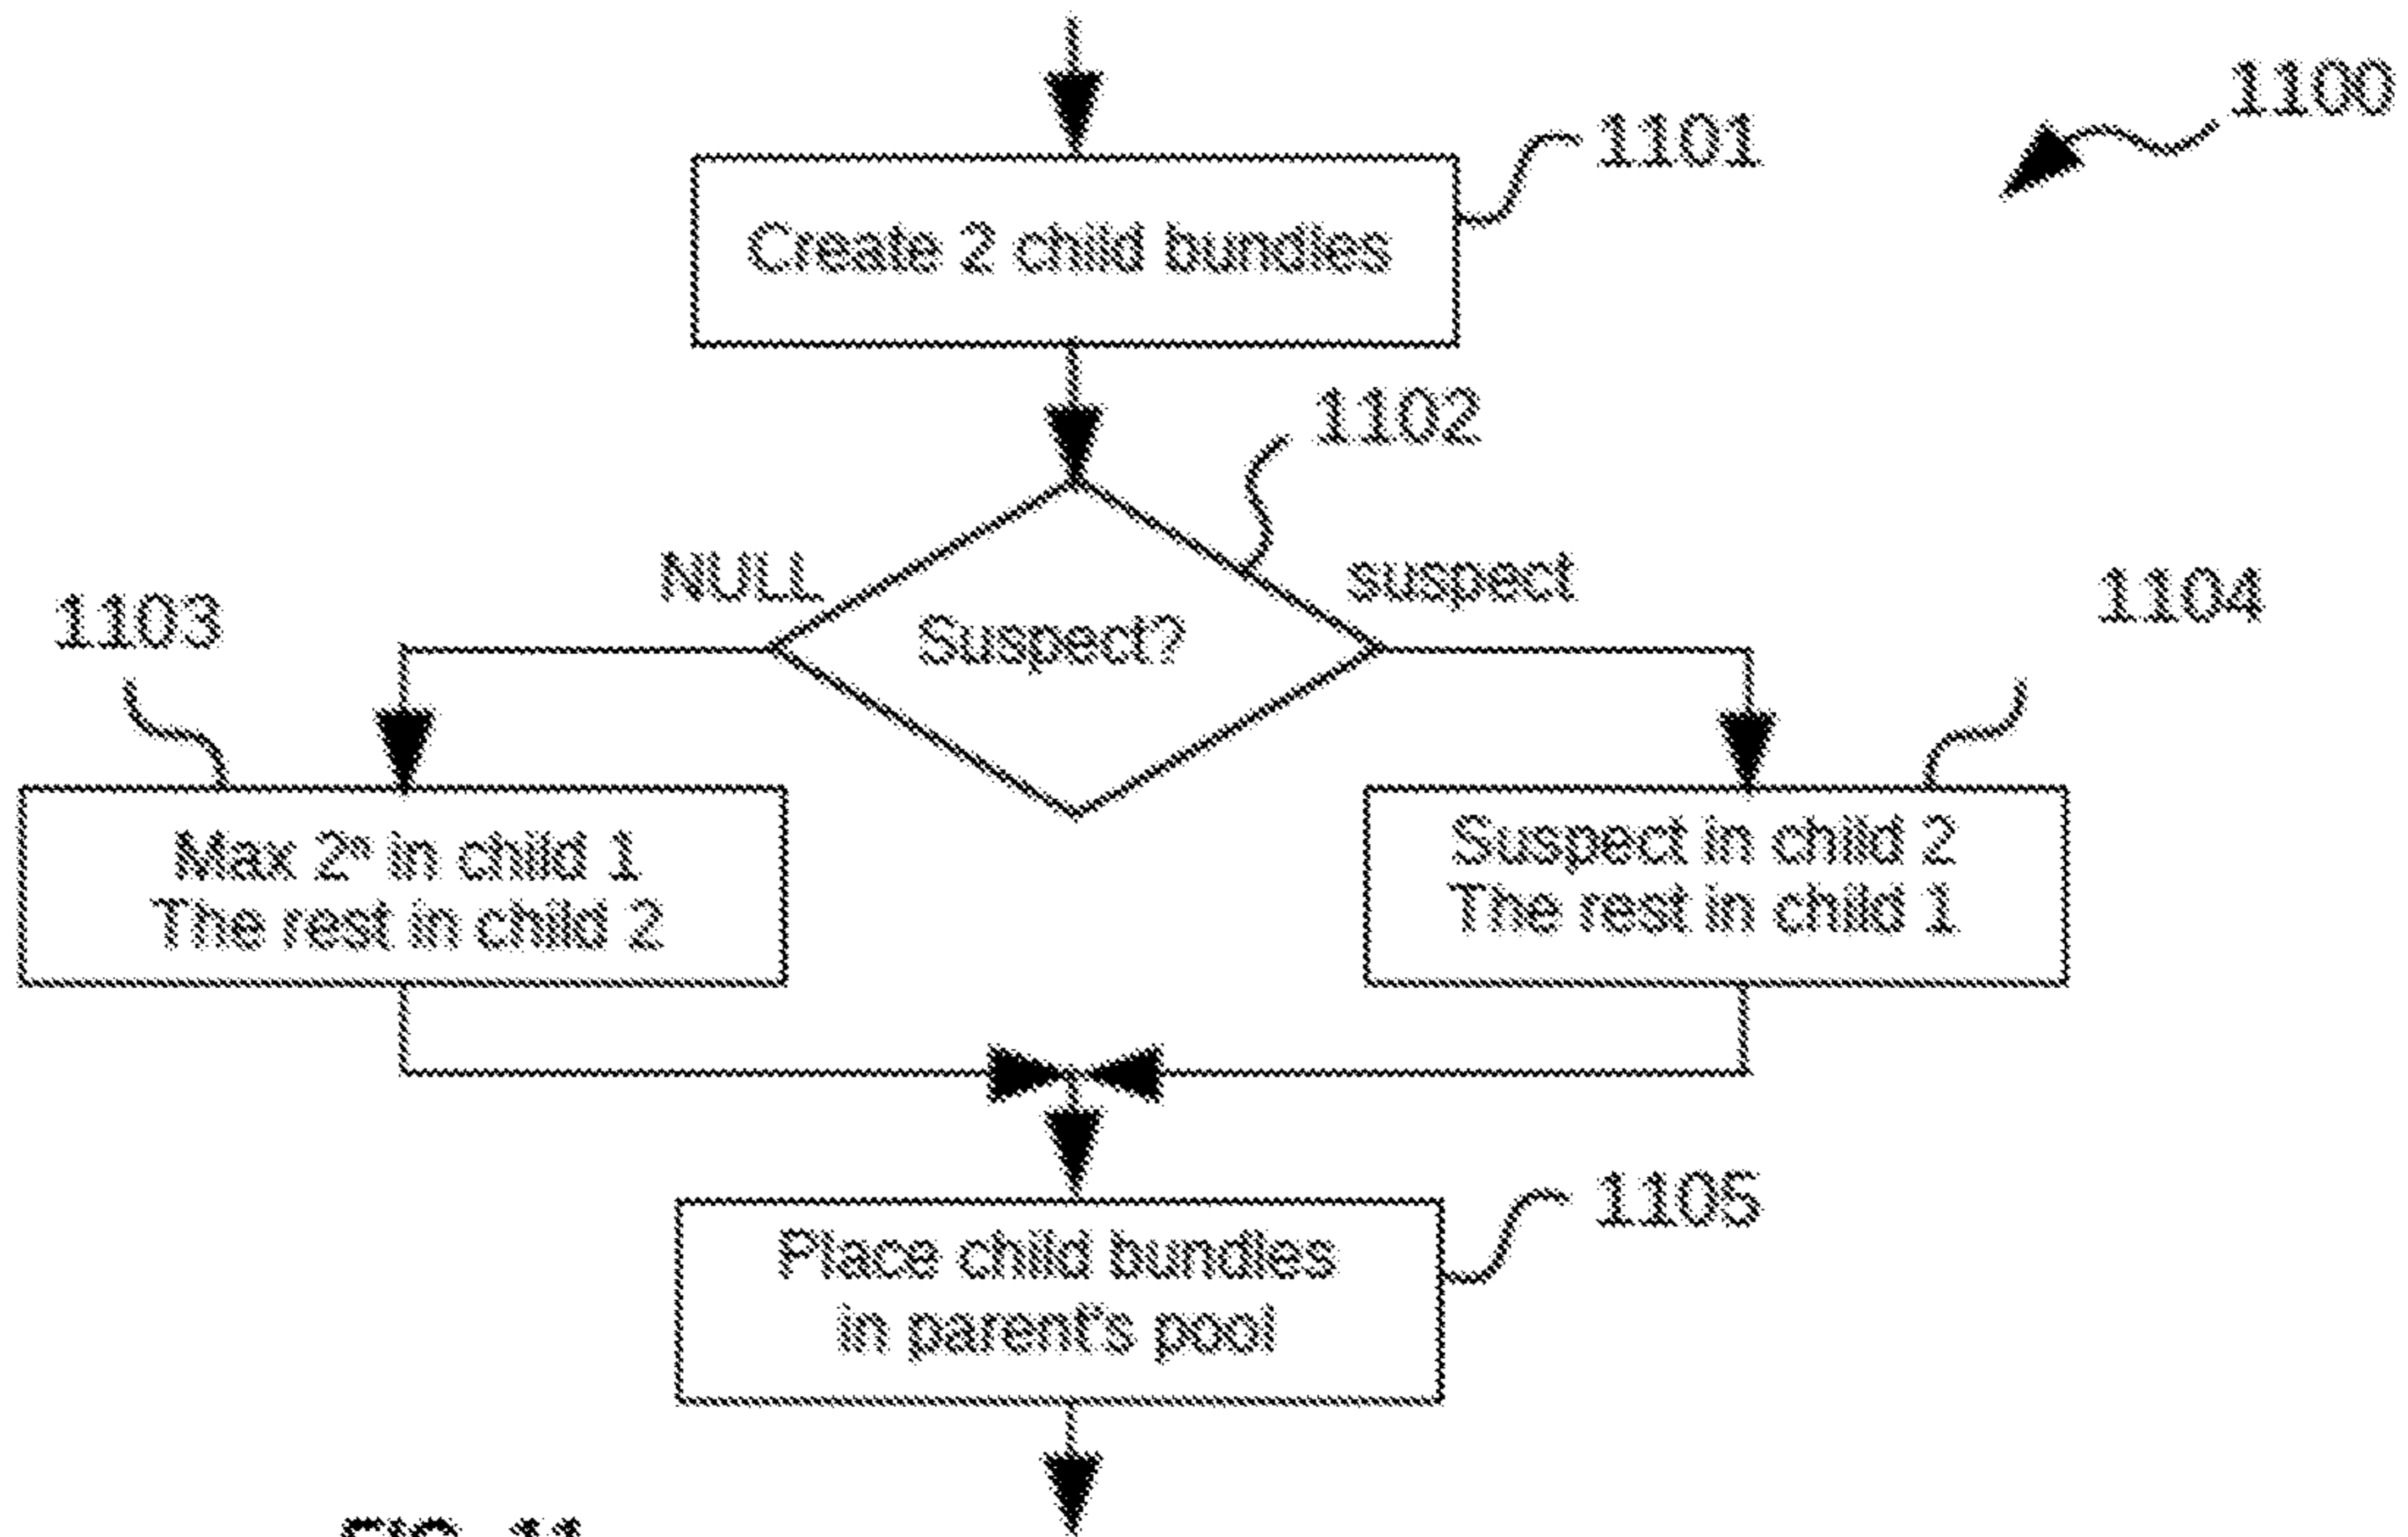 1100
1101
Create 2 child bundles
1102
NULL
suspect
Suspect?
1103
1104
Max 2ⁿ in child 1
The rest in child 2
Suspect in child 2
The rest in child 1
Place child bundles
in parent's pool
1105
FIG. 11